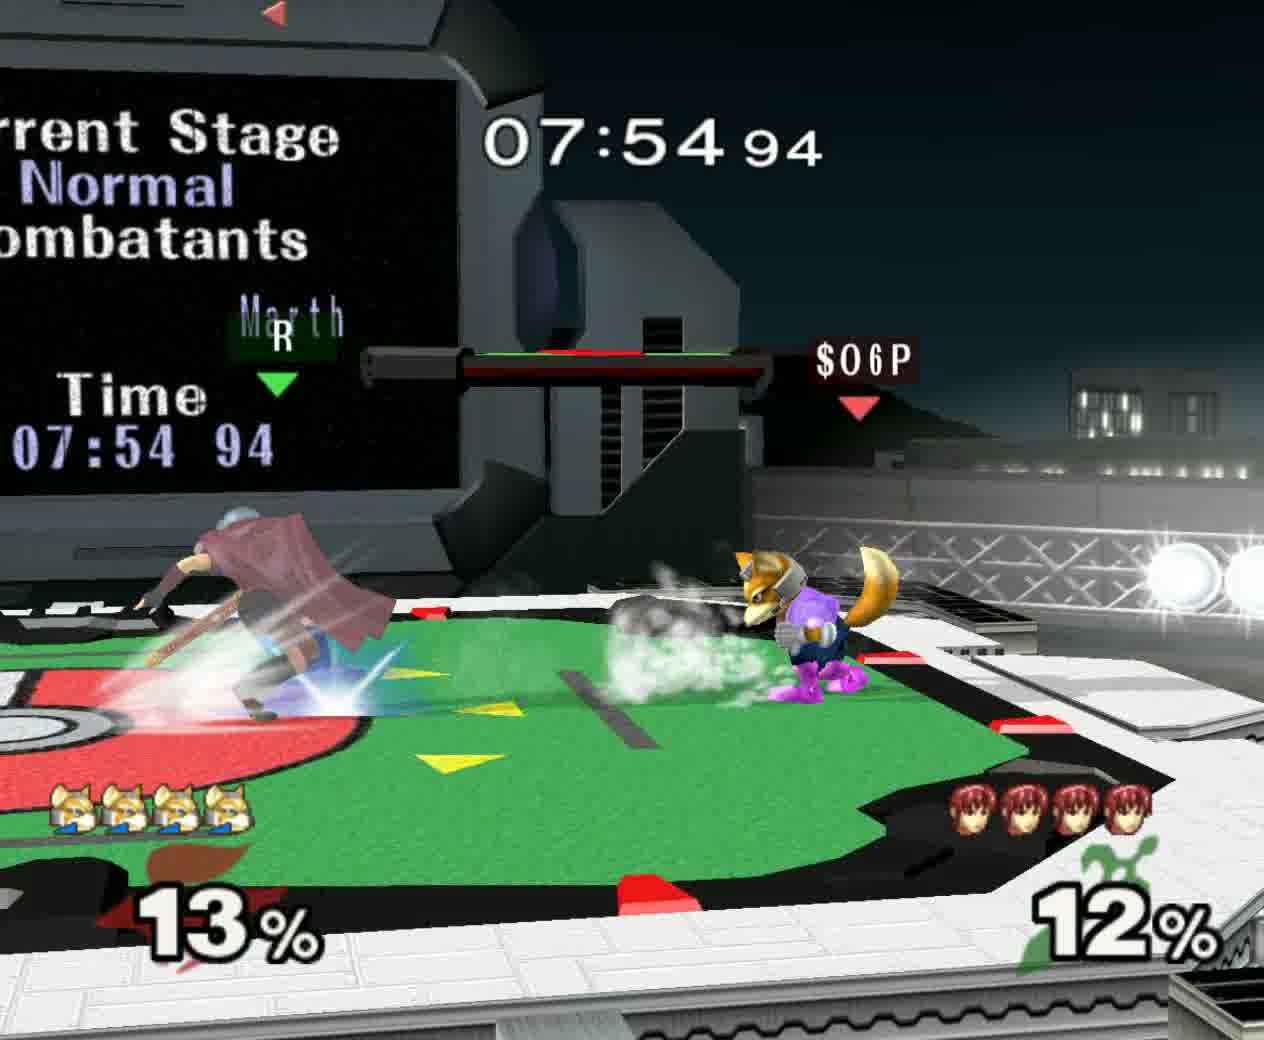 rrent Stage
Normal
ombatants
Marth
R
Time
07:54 94
07:54 94
$06P
13%
12%